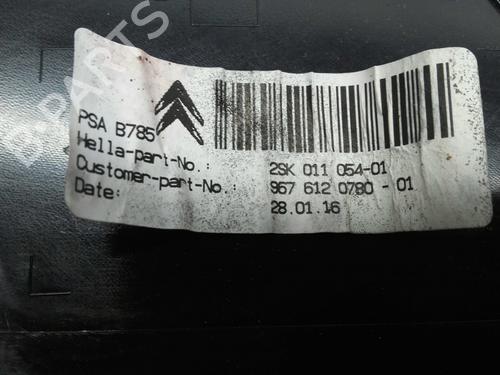 B-PARTS
PSA B785
Hella-part-No.: 2SK 011 054-01
Customer-part-No.: 967 612 0780 - 01
Date: 28.01.16